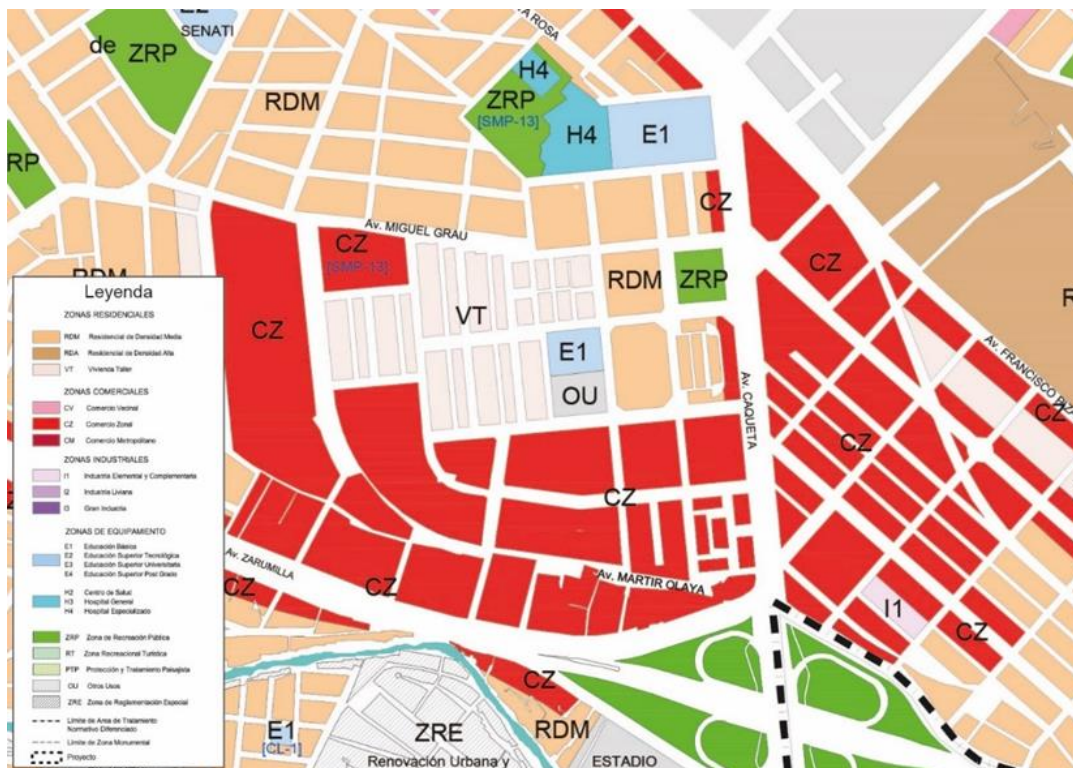 SENATI
de
ZRP
RDM
H4
ZRP
[SMP-13]
H4
E1
ROSA
RP
Av. MIGUEL GRAU
CZ
CZ
[SMP-13]
RDM
ZRP
CZ
RDM
CZ
VT
E1
OU
Av. CAQUETA
Av. FRANCISCO PIZA
CZ
CZ
CZ
Av. ZARUMILLA
CZ
CZ
Av. MARTIR OLAYA
I1
CZ
CZ
RDM
E1
[CL-1]
ZRE
Renovación Urbana y
ESTADIO
Leyenda
ZONAS RESIDENCIALES
RDM Residencial de Densidad Media
RDA Residencial de Densidad Alta
VT Vivienda Taller
ZONAS COMERCIALES
CV Comercio Vecinal
CZ Comercio Zonal
CM Comercio Metropolitano
ZONAS INDUSTRIALES
I1 Industria Elemental y Complementaria
I2 Industria Liviana
I3 Gran Industria
ZONAS DE EQUIPAMIENTO
E1 Educación Básica
E2 Educación Superior Tecnológica
E3 Educación Superior Universitaria
E4 Educación Superior Post Grado
H2 Centro de Salud
H3 Hospital General
H4 Hospital Especializado
ZRP Zona de Recreación Pública
RT Zona Recreacional Turística
PTP Protección y Tratamiento Paisajista
OU Otros Usos
ZRE Zona de Reglamentación Especial
Límite de Area de Tratamiento
Normativo Diferenciado
Límite de Zona Monumental
Proyecto